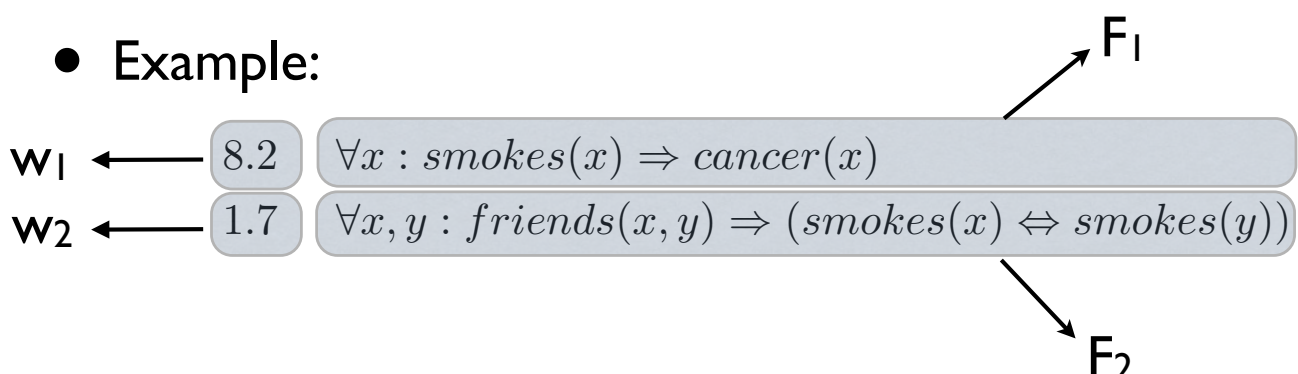 F₁
• Example:
w₁ 8.2 ∀x : smokes(x) ⇒ cancer(x)
w₂ 1.7 ∀x, y : friends(x, y) ⇒ (smokes(x) ⇔ smokes(y))
F₂